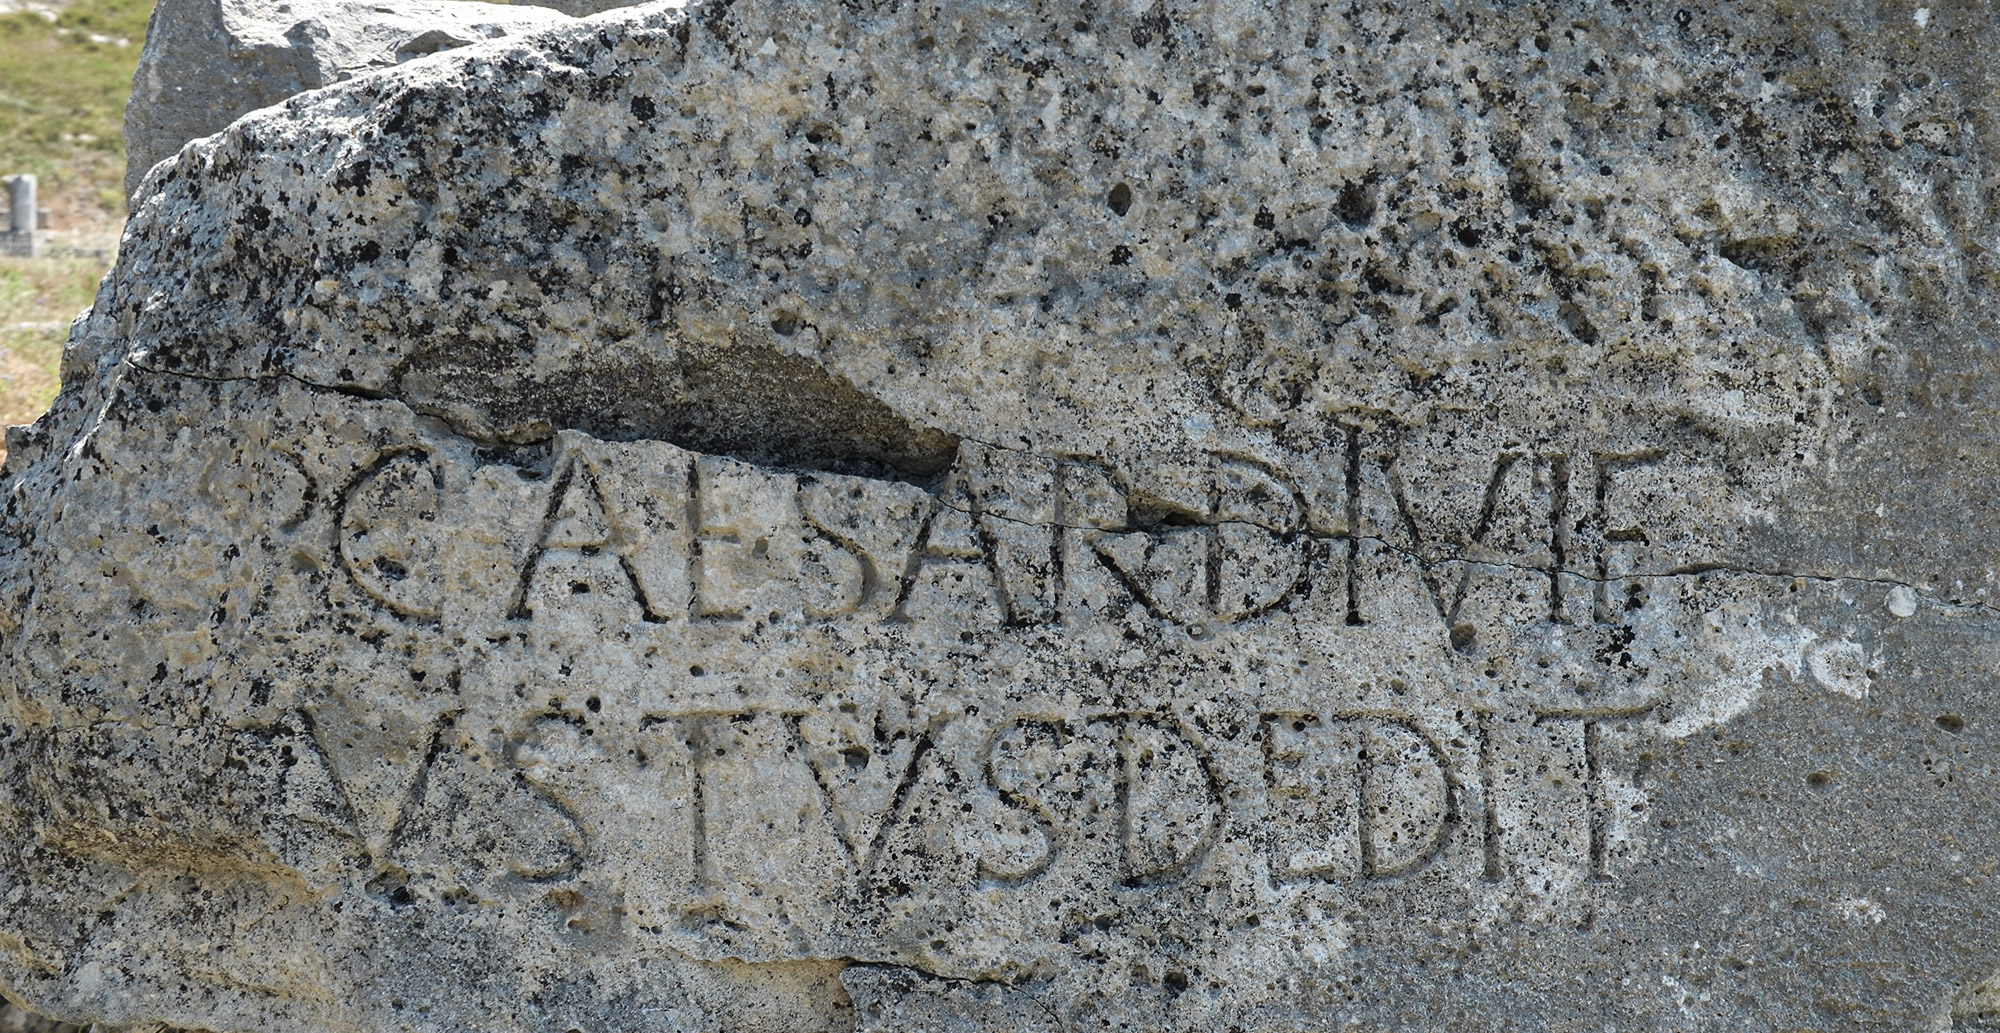 CAESAR DIVI F
VSTVS DEDIT